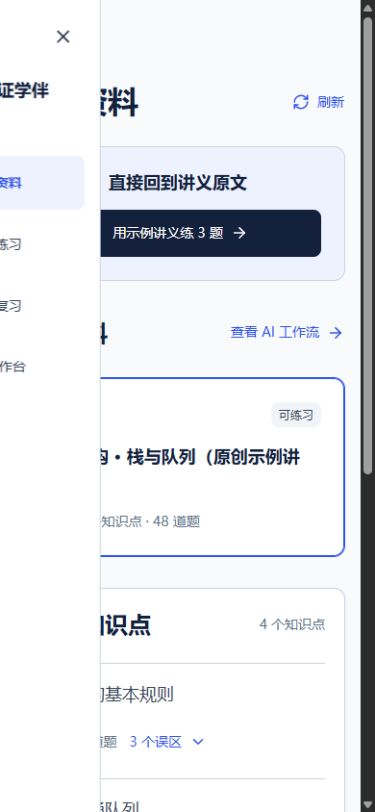 证学伴
资料
练习
复习
作台
资料
刷新
直接回到讲义原文
用示例讲义练 3 题
查看 AI 工作流
可练习
栈与队列（原创示例讲
知识点 · 48 道题
知识点
4 个知识点
的基本规则
题 3 个误区
队列